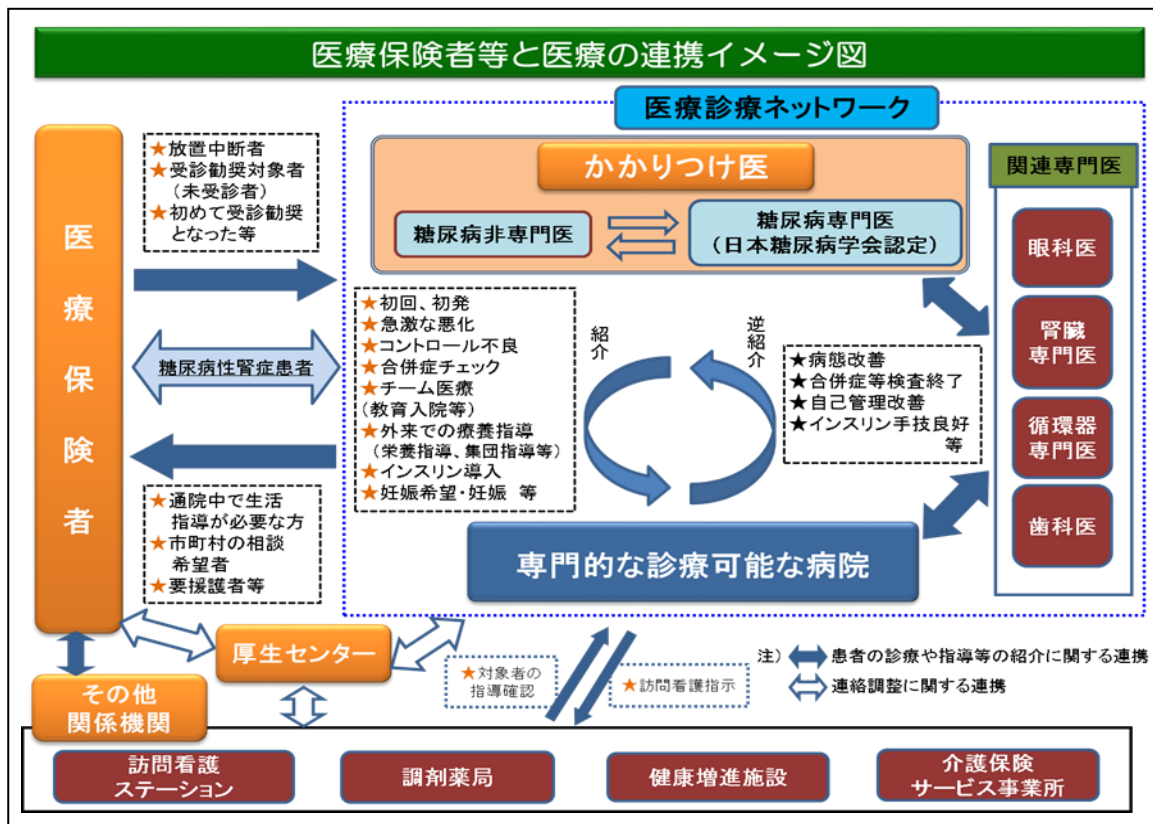 医療保険者等と医療の連携イメージ図
医療診療ネットワーク
医療保険者
★放置中断者
★受診勧奨対象者
（未受診者）
★初めて受診勧奨
となった等
糖尿病性腎症患者
★通院中で生活
指導が必要な方
★市町村の相談
希望者
★要援護者等
かかりつけ医
糖尿病非専門医
糖尿病専門医
（日本糖尿病学会認定）
★初回、初発
★急激な悪化
★コントロール不良
★合併症チェック
★チーム医療
（教育入院等）
★外来での療養指導
（栄養指導、集団指導等）
★インスリン導入
★妊娠希望・妊娠 等
紹介
逆紹介
★病態改善
★合併症等検査終了
★自己管理改善
★インスリン手技良好
等
専門的な診療可能な病院
関連専門医
眼科医
腎臓
専門医
循環器
専門医
歯科医
厚生センター
その他
関係機関
★対象者の
指導確認
★訪問看護指示
注）
患者の診療や指導等の紹介に関する連携
連絡調整に関する連携
訪問看護
ステーション
調剤薬局
健康増進施設
介護保険
サービス事業所